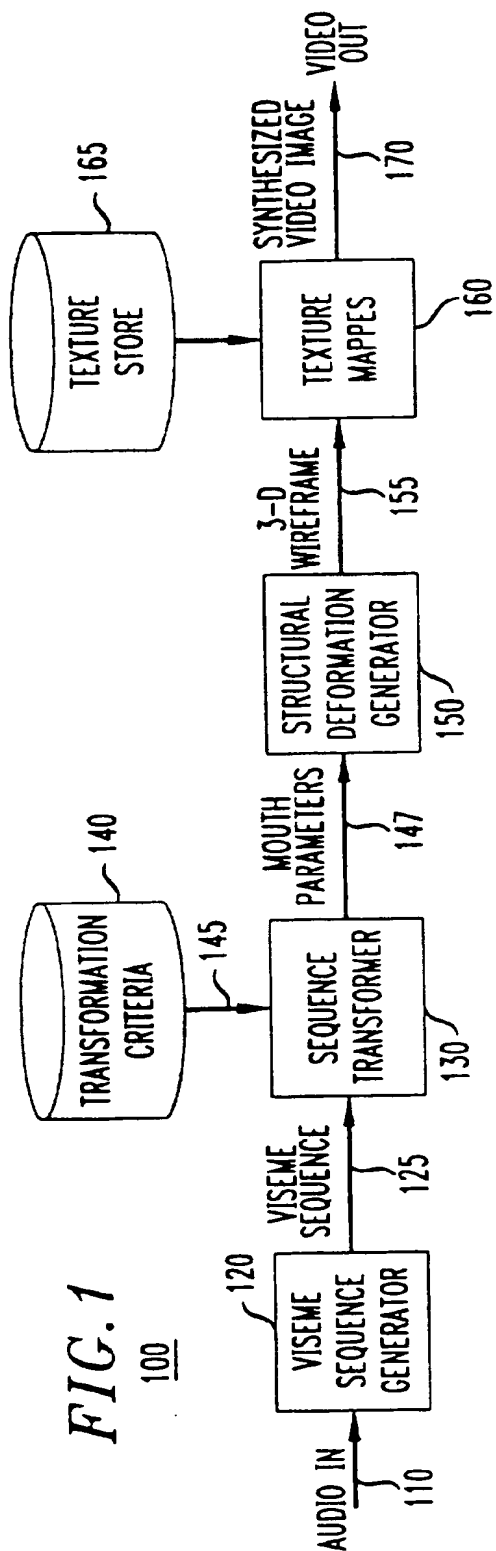 FIG. 1
100
AUDIO IN
110
VISEME
SEQUENCE
GENERATOR
120
VISEME
SEQUENCE
125
SEQUENCE
TRANSFORMER
130
TRANSFORMATION
CRITERIA
140
145
MOUTH
PARAMETERS
147
STRUCTURAL
DEFORMATION
GENERATOR
150
3-D
WIREFRAME
155
TEXTURE
MAPPES
160
TEXTURE
STORE
165
SYNTHESIZED
VIDEO IMAGE
170
VIDEO
OUT